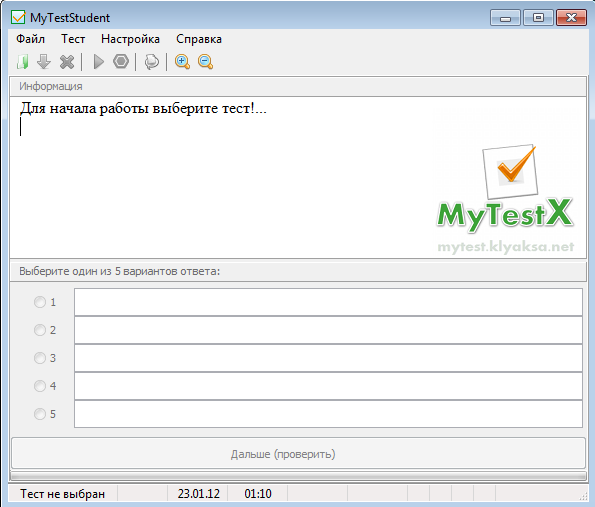 MyTestStudent
Файл Тест Настройка Справка
Информация
Для начала работы выберите тест!...
MyTestX
mytest.klyaksa.net
Выберите один из 5 вариантов ответа:
1
2
3
4
5
Дальше (проверить)
Тест не выбран 23.01.12 01:10